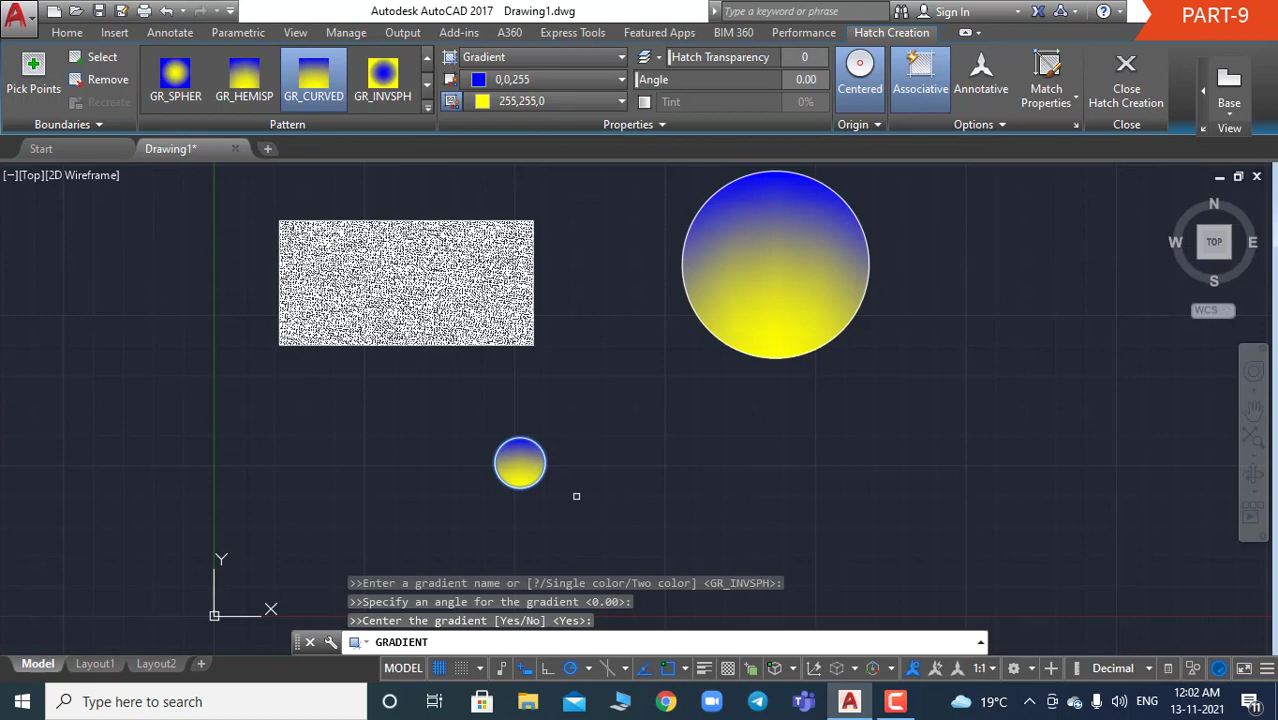 Autodesk AutoCAD 2017 Drawing1.dwg
Type a keyword or phrase
Sign In
PART-9
Home Insert Annotate Parametric View Manage Output Add-ins A360 Express Tools Featured Apps BIM 360 Performance Hatch Creation
Pick Points
Select
Remove
Recreate
Boundaries
GR_SPHER
GR_HEMISP
GR_CURVED
GR_INVSPH
Pattern
Gradient
0,0,255
255,255,0
Hatch Transparency 0
Angle 0.00
Tint 0%
Properties
Centered
Origin
Associative
Annotative
Match
Properties
Options
Close
Hatch Creation
Close
Base
View
Start
Drawing1*
[−][Top][2D Wireframe]
N
W
TOP
E
S
WCS
Y
X
>>Enter a gradient name or [?/Single color/Two color] <GR_INVSPH>:
>>Specify an angle for the gradient <0.00>:
>>Center the gradient [Yes/No] <Yes>:
GRADIENT
Model Layout1 Layout2
MODEL
1:1
Decimal
Type here to search
19°C
ENG
12:02 AM
13-11-2021
11